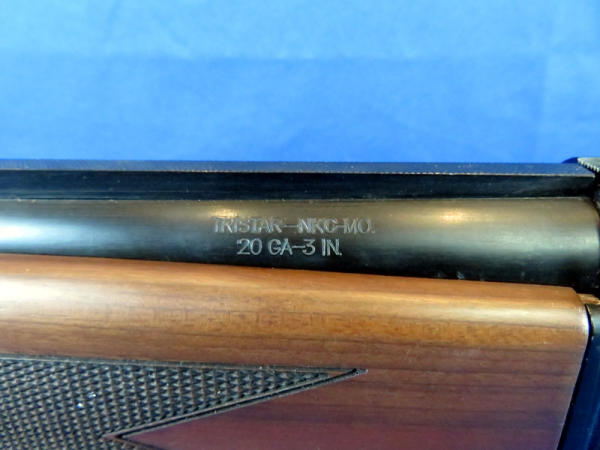 TRISTAR-NKC-MO.
20 GA-3 IN.